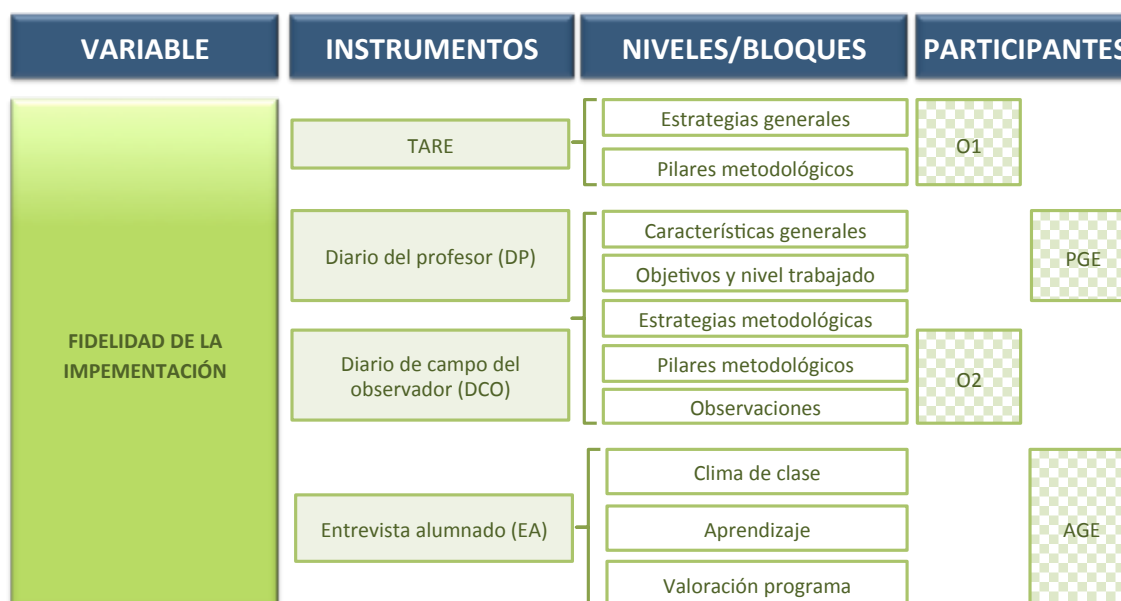 VARIABLE
INSTRUMENTOS
NIVELES/BLOQUES
PARTICIPANTES
FIDELIDAD DE LA
IMPEMENTACIÓN
TARE
Estrategias generales
Pilares metodológicos
O1
Diario del profesor (DP)
Diario de campo del
observador (DCO)
Características generales
Objetivos y nivel trabajado
Estrategias metodológicas
Pilares metodológicos
Observaciones
PGE
O2
Entrevista alumnado (EA)
Clima de clase
Aprendizaje
Valoración programa
AGE